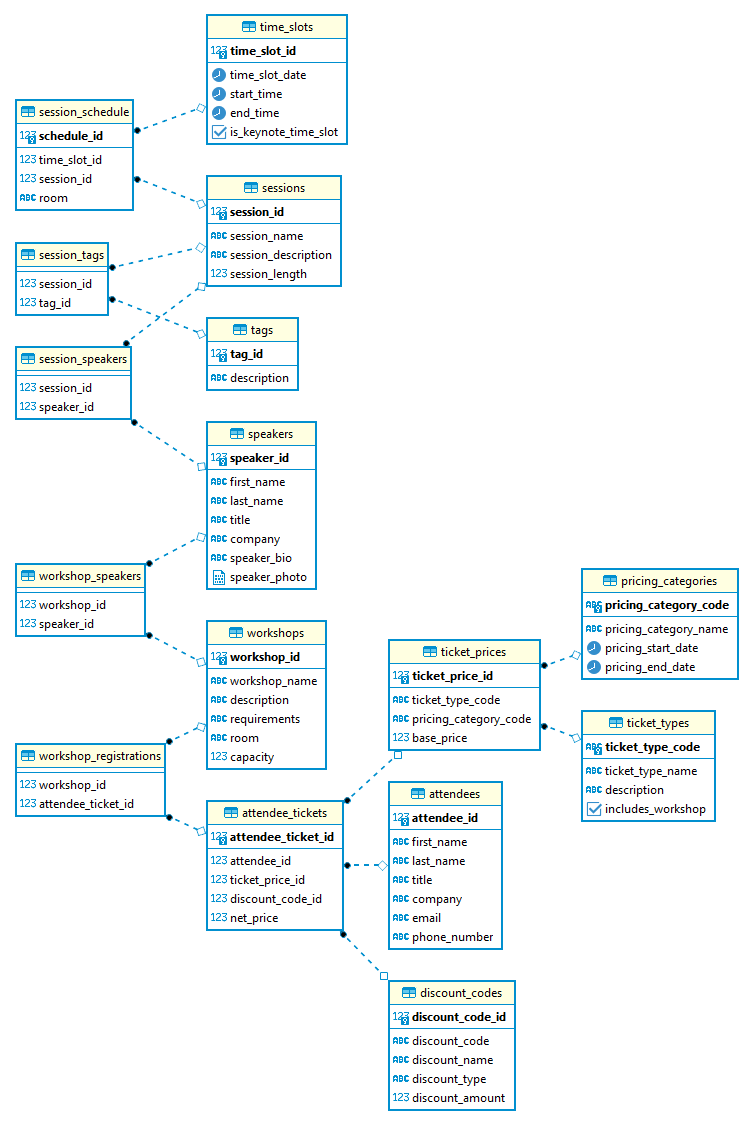 time_slots
123 time_slot_id
time_slot_date
start_time
end_time
is_keynote_time_slot
session_schedule
123 schedule_id
123 time_slot_id
123 session_id
ABC room
sessions
123 session_id
ABC session_name
ABC session_description
123 session_length
session_tags
123 session_id
123 tag_id
tags
123 tag_id
ABC description
session_speakers
123 session_id
123 speaker_id
speakers
123 speaker_id
ABC first_name
ABC last_name
ABC title
ABC company
ABC speaker_bio
speaker_photo
workshop_speakers
123 workshop_id
123 speaker_id
workshops
123 workshop_id
ABC workshop_name
ABC description
ABC requirements
ABC room
123 capacity
workshop_registrations
123 workshop_id
123 attendee_ticket_id
attendee_tickets
123 attendee_ticket_id
123 attendee_id
123 ticket_price_id
123 discount_code_id
123 net_price
ticket_prices
123 ticket_price_id
ABC ticket_type_code
ABC pricing_category_code
123 base_price
pricing_categories
ABC pricing_category_code
ABC pricing_category_name
pricing_start_date
pricing_end_date
ticket_types
ABC ticket_type_code
ABC ticket_type_name
ABC description
includes_workshop
attendees
123 attendee_id
ABC first_name
ABC last_name
ABC title
ABC company
ABC email
ABC phone_number
discount_codes
123 discount_code_id
ABC discount_code
ABC discount_name
ABC discount_type
123 discount_amount